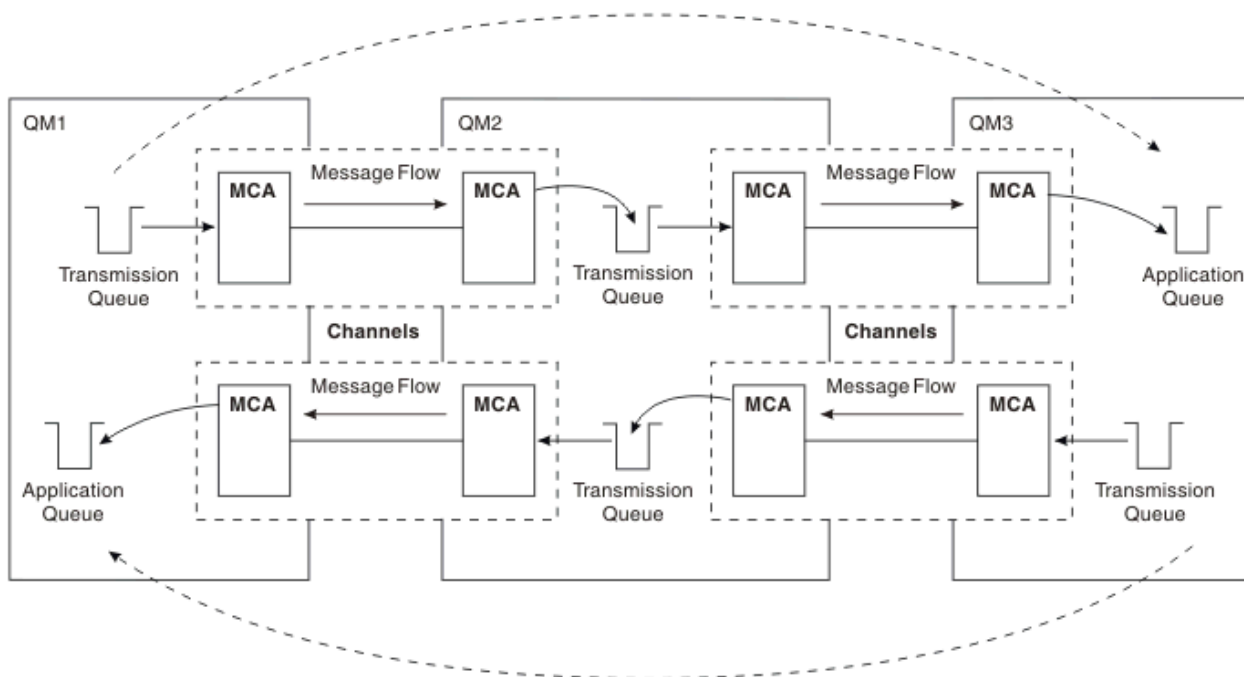 QM1
QM2
QM3
MCA
Message Flow
MCA
MCA
Message Flow
MCA
Transmission
Queue
Transmission
Queue
Application
Queue
Channels
Channels
MCA
Message Flow
MCA
MCA
Message Flow
MCA
Application
Queue
Transmission
Queue
Transmission
Queue